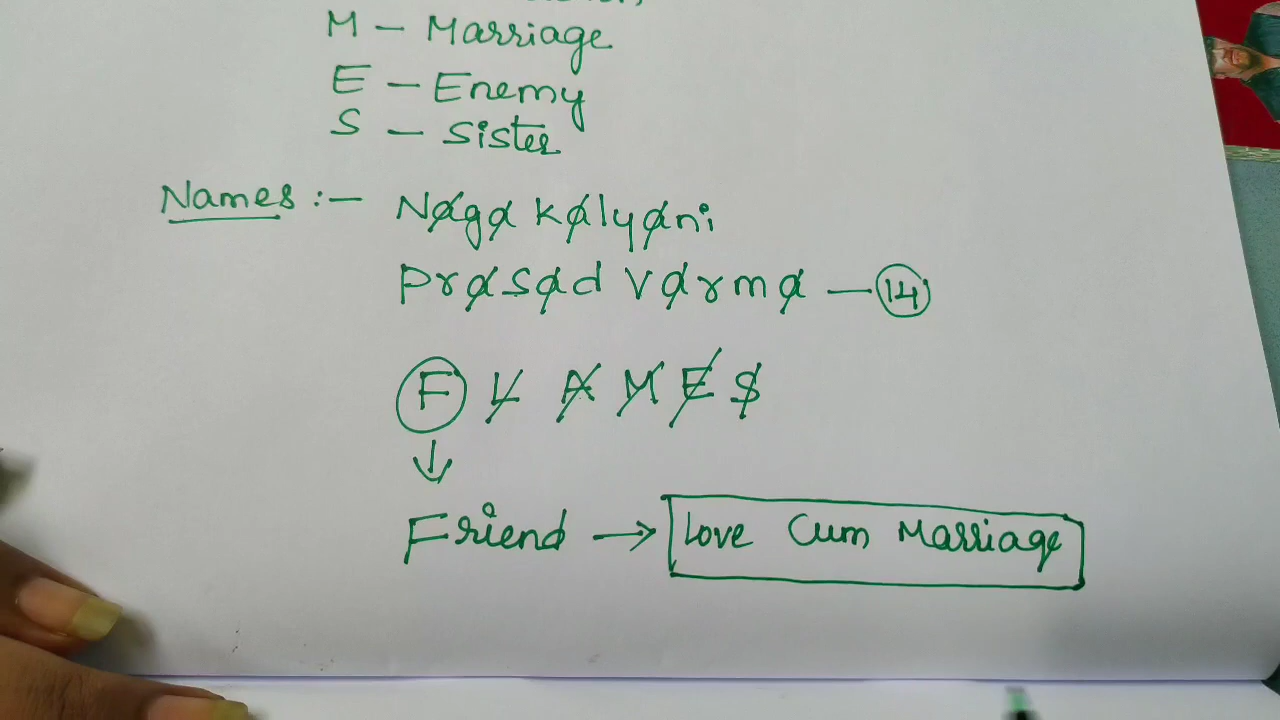 M - Marriage
E - Enemy
S - Sister
Names :- Naga Kalyani
Prasad Varma - 14
F L A M E S
↓
Friend → Love Cum Marriage